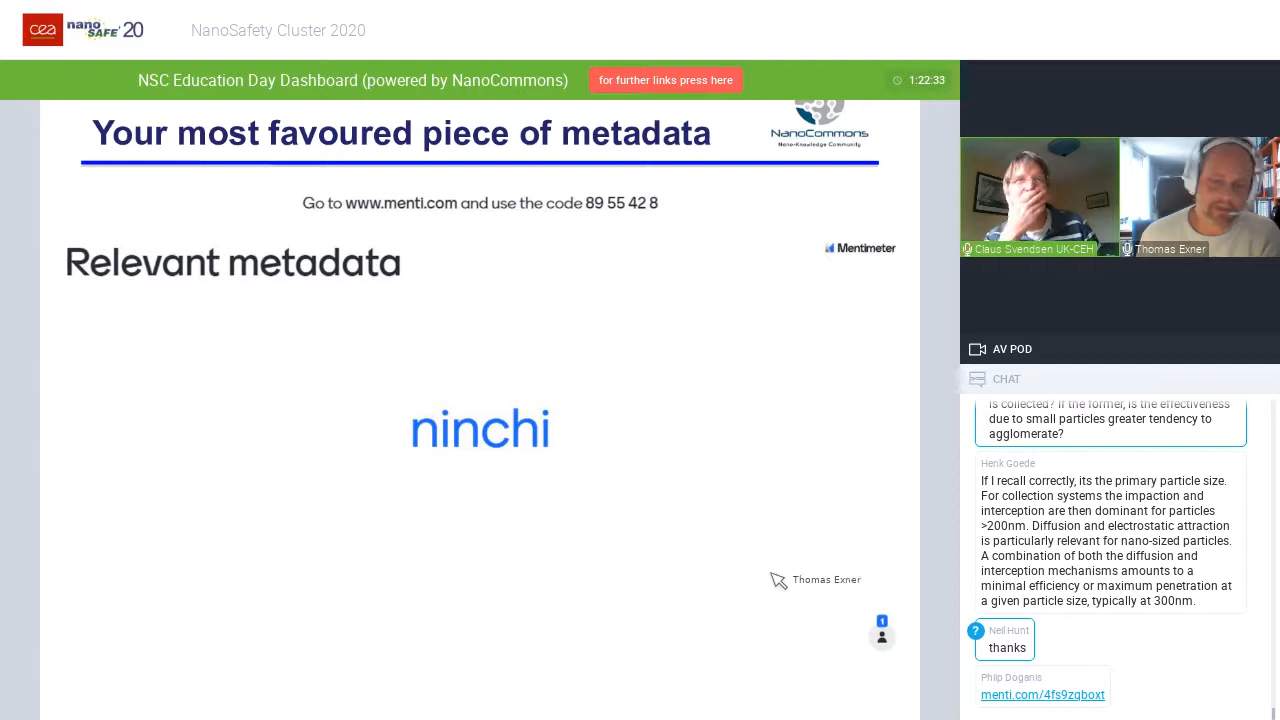 cea nano SAFE' 20
NanoSafety Cluster 2020
NSC Education Day Dashboard (powered by NanoCommons)
for further links press here
1:22:33
Your most favoured piece of metadata
NanoCommons
Nano-Knowledge Community
Go to www.menti.com and use the code 89 55 42 8
Relevant metadata
Mentimeter
ninchi
Thomas Exner
1
Claus Svendsen UK-CEH
Thomas Exner
AV POD
CHAT
is collected? If the former, is the effectiveness
due to small particles greater tendency to
agglomerate?
Henk Goede
If I recall correctly, its the primary particle size.
For collection systems the impaction and
interception are then dominant for particles
>200nm. Diffusion and electrostatic attraction
is particularly relevant for nano-sized particles.
A combination of both the diffusion and
interception mechanisms amounts to a
minimal efficiency or maximum penetration at
a given particle size, typically at 300nm.
?
Neil Hunt
thanks
Philp Doganis
menti.com/4fs9zqboxt